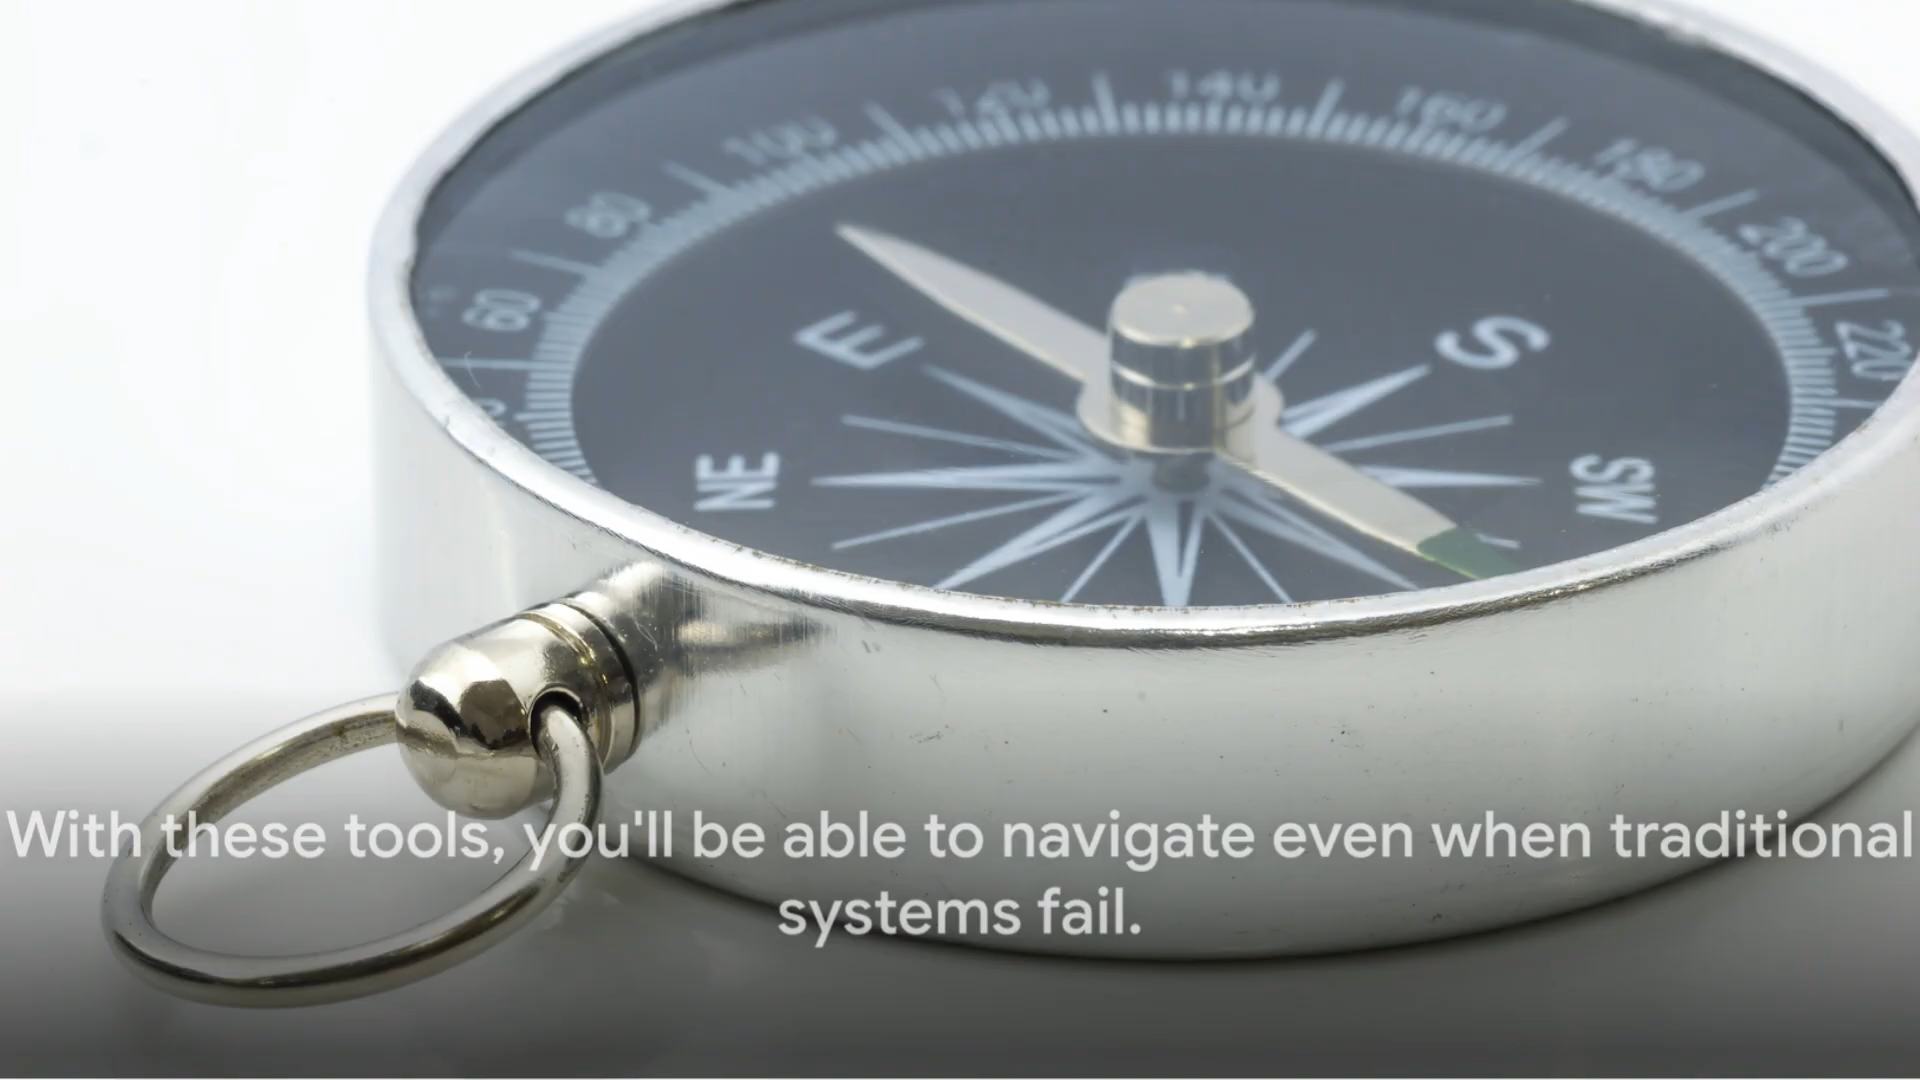 100 120 140 160
80 180
60 200
220
E S
NE SW
With these tools, you'll be able to navigate even when traditional
systems fail.